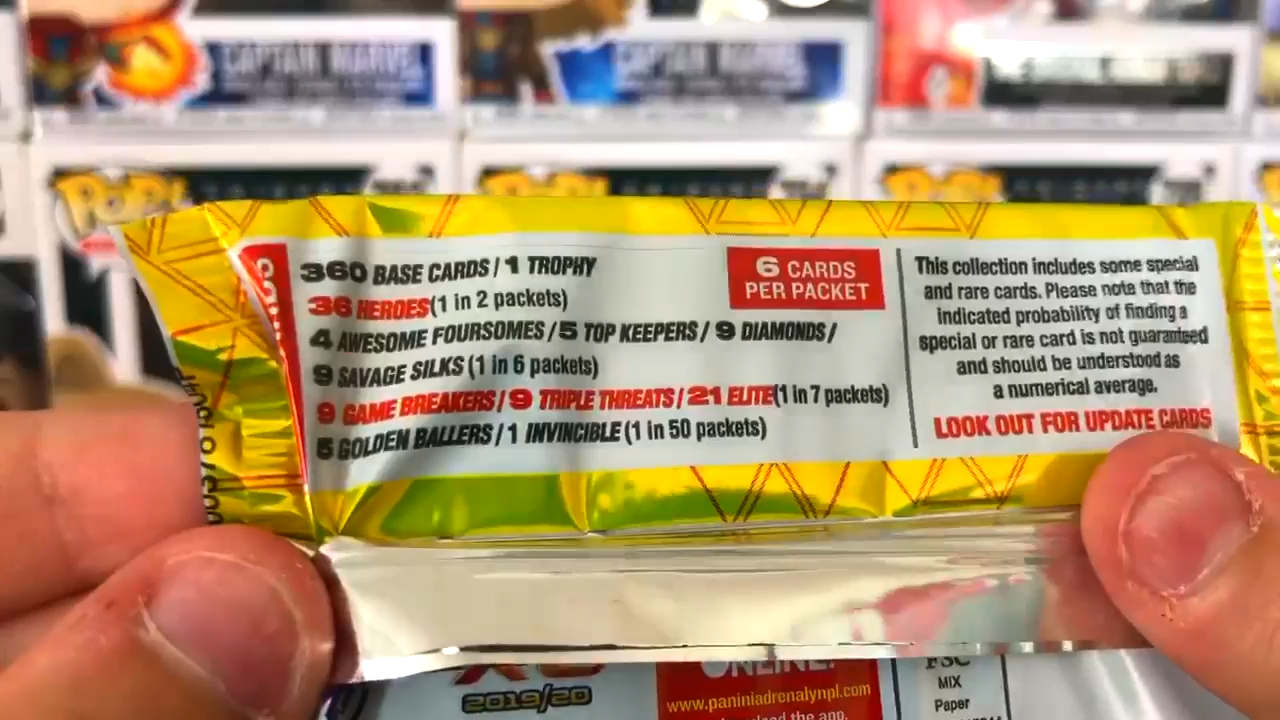 CAPTAIN MARVEL
CAPTAIN MARVEL
POP!
360 BASE CARDS / 1 TROPHY
36 HEROES (1 in 2 packets)
4 AWESOME FOURSOMES / 5 TOP KEEPERS / 9 DIAMONDS /
9 SAVAGE SILKS (1 in 6 packets)
9 GAME BREAKERS / 9 TRIPLE THREATS / 21 ELITE (1 in 7 packets)
5 GOLDEN BALLERS / 1 INVINCIBLE (1 in 50 packets)
6 CARDS
PER PACKET
This collection includes some special
and rare cards. Please note that the
indicated probability of finding a
special or rare card is not guaranteed
and should be understood as
a numerical average.
LOOK OUT FOR UPDATE CARDS
2019/20
ONLINE!
www.paniniadrenalynpl.com
the app.
FSC
MIX
Paper